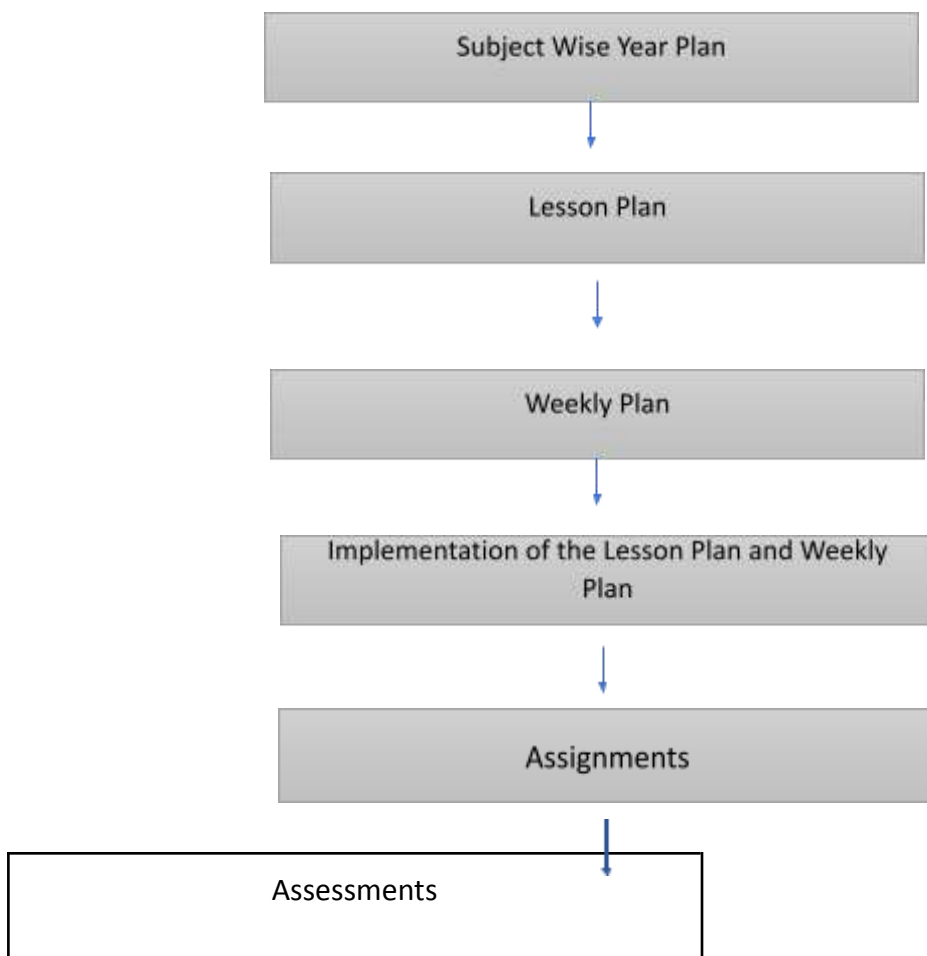 Subject Wise Year Plan
Lesson Plan
Weekly Plan
Implementation of the Lesson Plan and Weekly
Plan
Assignments
Assessments